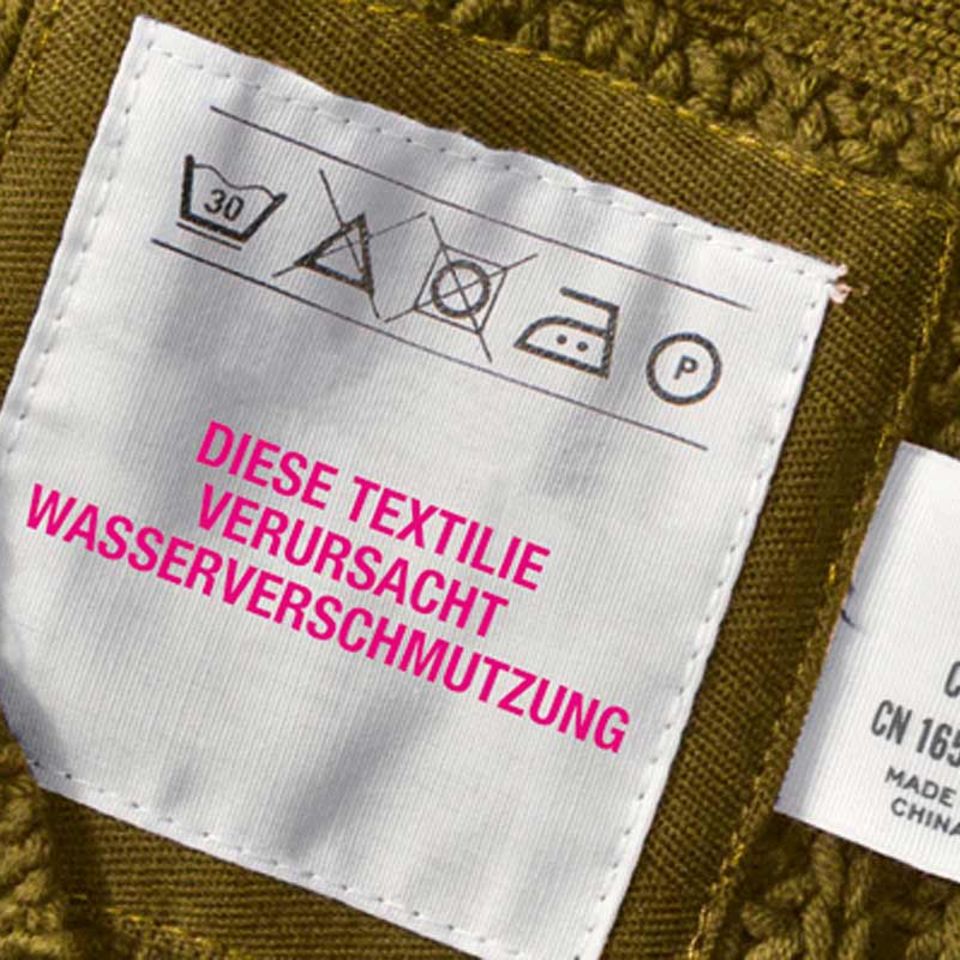 30
P
DIESE TEXTILIE
VERURSACHT
WASSERVERSCHMUTZUNG
CN 165
MADE
CHINA